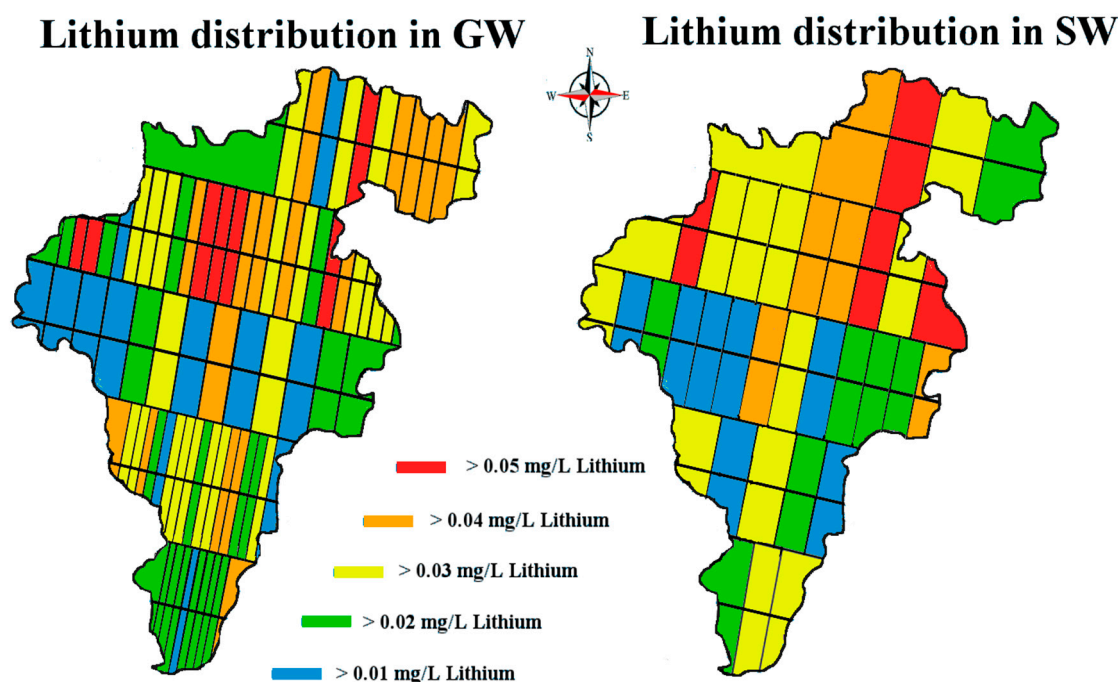 Lithium distribution in GW
Lithium distribution in SW
N
W E
S
> 0.05 mg/L Lithium
> 0.04 mg/L Lithium
> 0.03 mg/L Lithium
> 0.02 mg/L Lithium
> 0.01 mg/L Lithium